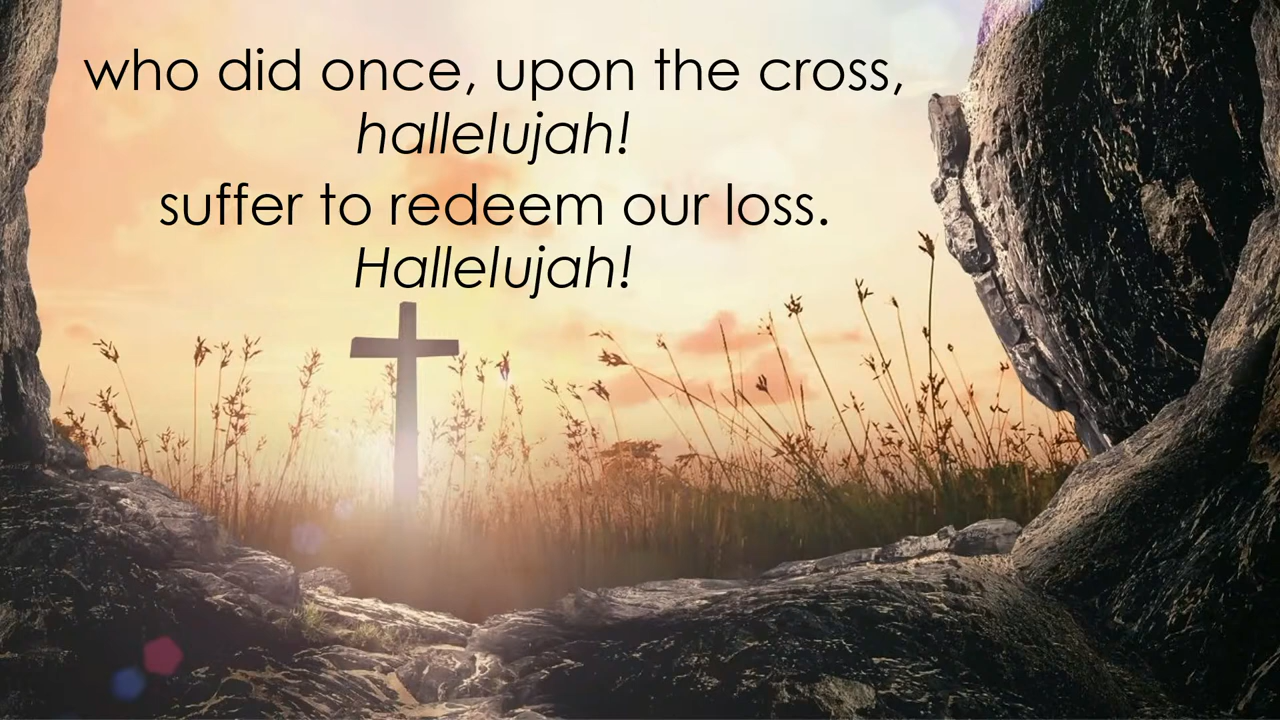 who did once, upon the cross,
hallelujah!
suffer to redeem our loss.
Hallelujah!